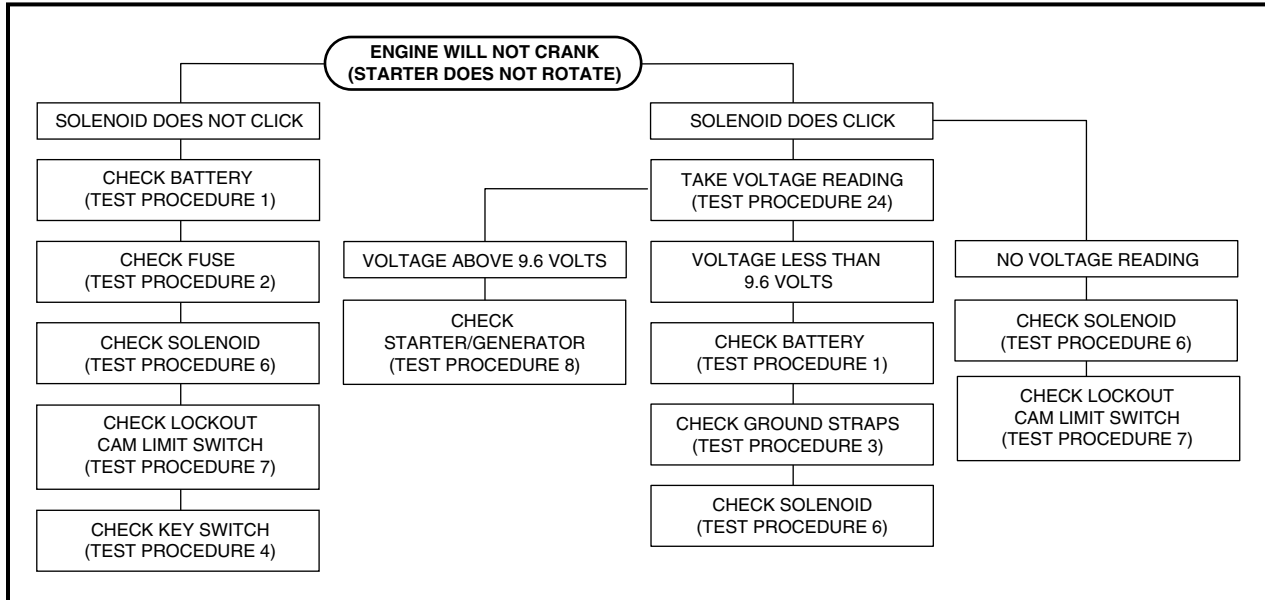 ENGINE WILL NOT CRANK
(STARTER DOES NOT ROTATE)
SOLENOID DOES NOT CLICK
CHECK BATTERY
(TEST PROCEDURE 1)
CHECK FUSE
(TEST PROCEDURE 2)
CHECK SOLENOID
(TEST PROCEDURE 6)
CHECK LOCKOUT
CAM LIMIT SWITCH
(TEST PROCEDURE 7)
CHECK KEY SWITCH
(TEST PROCEDURE 4)
SOLENOID DOES CLICK
TAKE VOLTAGE READING
(TEST PROCEDURE 24)
VOLTAGE ABOVE 9.6 VOLTS
CHECK
STARTER/GENERATOR
(TEST PROCEDURE 8)
VOLTAGE LESS THAN
9.6 VOLTS
CHECK BATTERY
(TEST PROCEDURE 1)
CHECK GROUND STRAPS
(TEST PROCEDURE 3)
CHECK SOLENOID
(TEST PROCEDURE 6)
NO VOLTAGE READING
CHECK SOLENOID
(TEST PROCEDURE 6)
CHECK LOCKOUT
CAM LIMIT SWITCH
(TEST PROCEDURE 7)